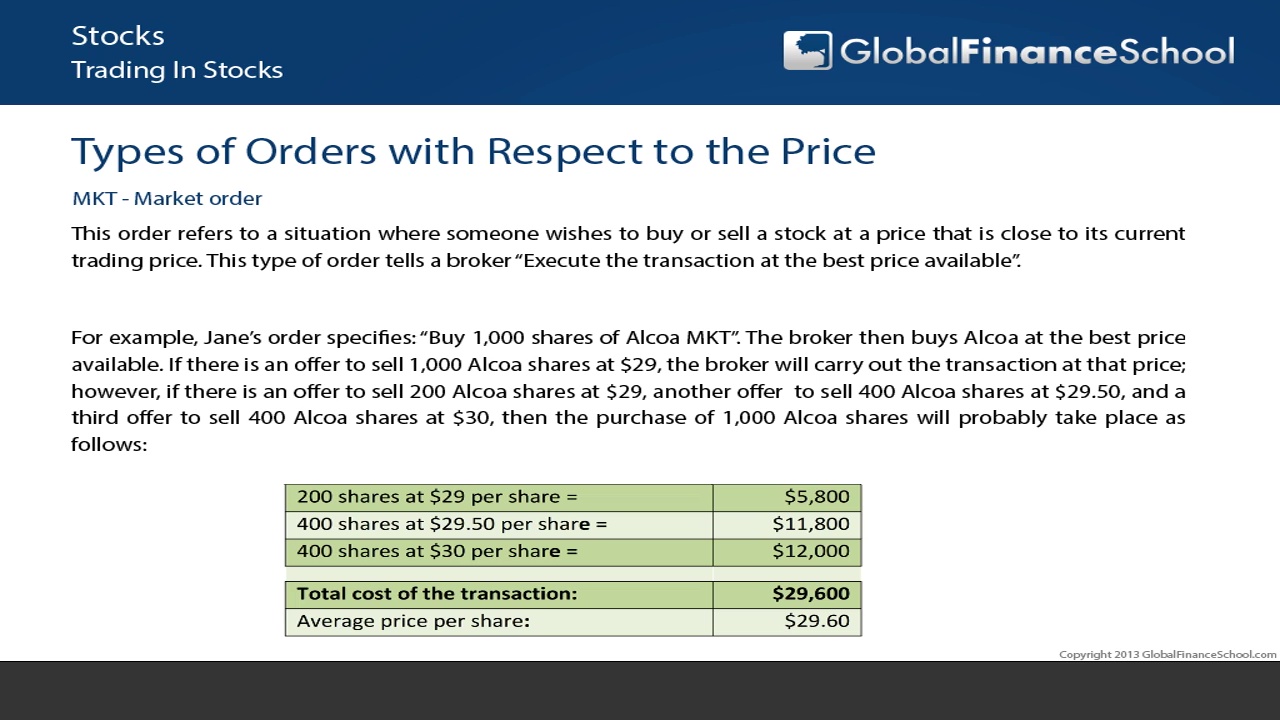 Stocks
Trading In Stocks
GlobalFinanceSchool
Types of Orders with Respect to the Price
MKT - Market order
This order refers to a situation where someone wishes to buy or sell a stock at a price that is close to its current
trading price. This type of order tells a broker “Execute the transaction at the best price available”.
For example, Jane’s order specifies: “Buy 1,000 shares of Alcoa MKT”. The broker then buys Alcoa at the best price
available. If there is an offer to sell 1,000 Alcoa shares at $29, the broker will carry out the transaction at that price;
however, if there is an offer to sell 200 Alcoa shares at $29, another offer to sell 400 Alcoa shares at $29.50, and a
third offer to sell 400 Alcoa shares at $30, then the purchase of 1,000 Alcoa shares will probably take place as
follows:
200 shares at $29 per share = $5,800
400 shares at $29.50 per share = $11,800
400 shares at $30 per share = $12,000
Total cost of the transaction: $29,600
Average price per share: $29.60
Copyright 2013 GlobalFinanceSchool.com